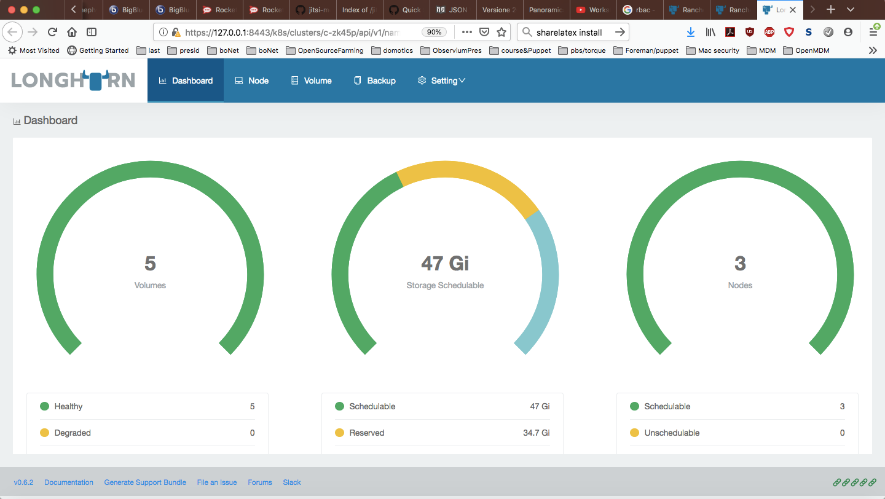 bepl
BigBlu
BigBlu
Rocke
Rocke
jitsi-m
Index of /ji
Quick
JSON
Versione 2
Panoramic
Works
rbac -
Ranch
Ranch
Lo
https://127.0.0.1:8443/k8s/clusters/c-zk45p/api/v1/nam
90%
sharelatex install
Most Visited
Getting Started
last
presid
boNet
boNet
OpenSourceFarming
domotics
ObserviumPres
course&Puppet
pbs/torque
Foreman/puppet
Mac security
MDM
OpenMDM
LONGHORN
Dashboard
Node
Volume
Backup
Setting
Dashboard
5
Volumes
47 Gi
Storage Schedulable
3
Nodes
Healthy 5
Degraded 0
Schedulable 47 Gi
Reserved 34.7 Gi
Schedulable 3
Unschedulable 0
v0.6.2 Documentation Generate Support Bundle File an Issue Forums Slack